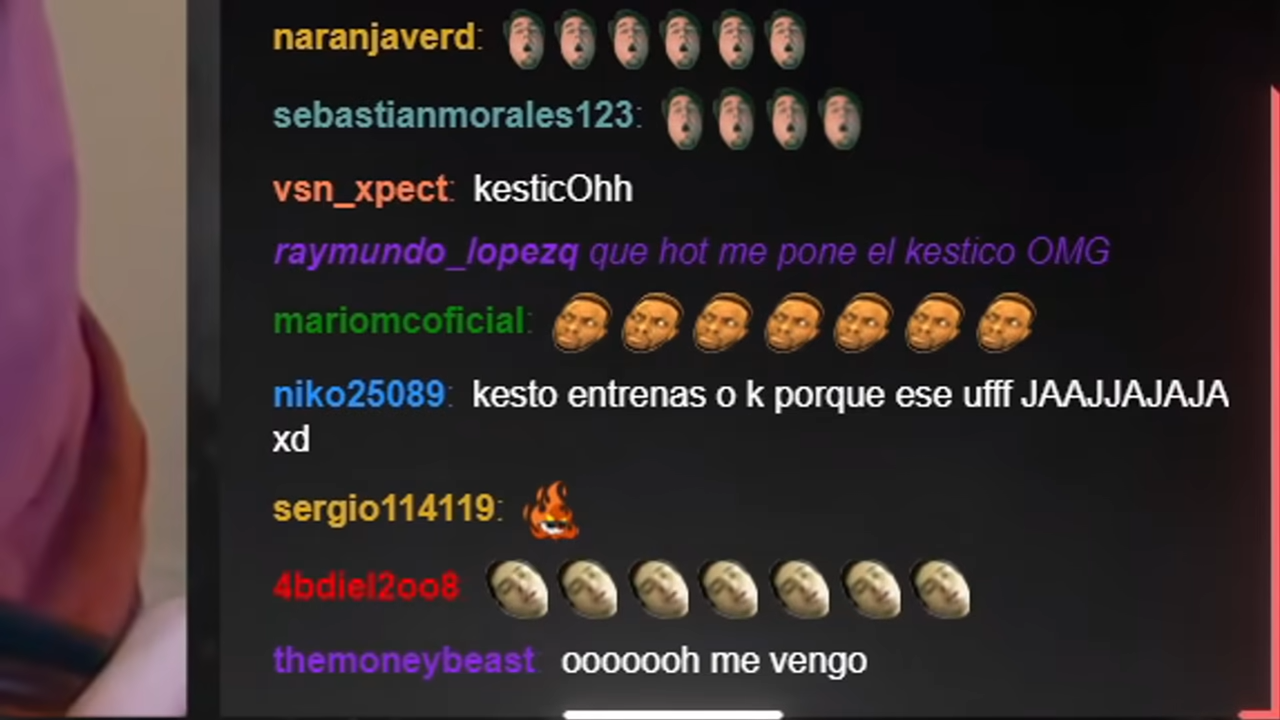 naranjaverd:
sebastianmorales123:
vsn_xpect: kesticOhh
raymundo_lopezq que hot me pone el kestico OMG
mariomcoficial:
niko25089: kesto entrenas o k porque ese ufff JAAJJAJAJA
xd
sergio114119:
4bdiel2oo8
themoneybeast: ooooooh me vengo